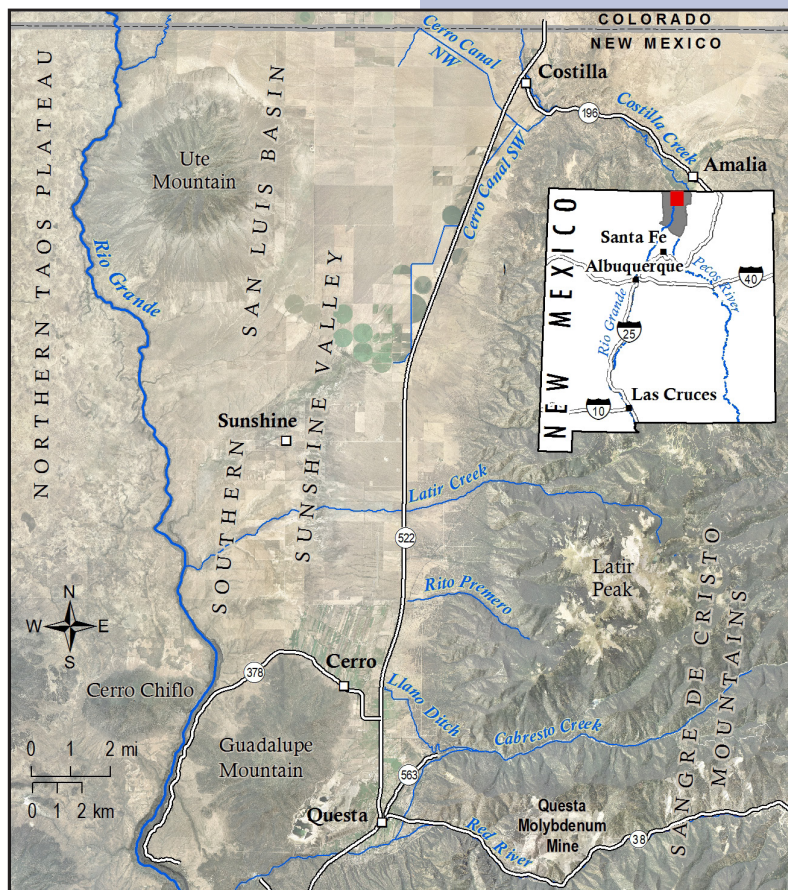 COLORADO
NEW MEXICO
Cerro Canal
NW
Costilla
196
Costilla Creek
Amalia
NORTHERN TAOS PLATEAU
Ute
Mountain
SOUTHERN SAN LUIS BASIN
Cerro Canal SW
SUNSHINE VALLEY
Rio Grande
NEW MEXICO
Santa Fe
Albuquerque
Pecos River
40
Rio Grande
25
Las Cruces
10
Sunshine
Latir Creek
522
Latir
Peak
Rito Premero
SANGRE DE CRISTO
MOUNTAINS
N
W E
S
Cerro
378
Cerro Chiflo
Llano Ditch
Cabresto Creek
0 1 2 mi
0 1 2 km
Guadalupe
Mountain
563
Questa
Questa
Molybdenum
Mine
38
Red River